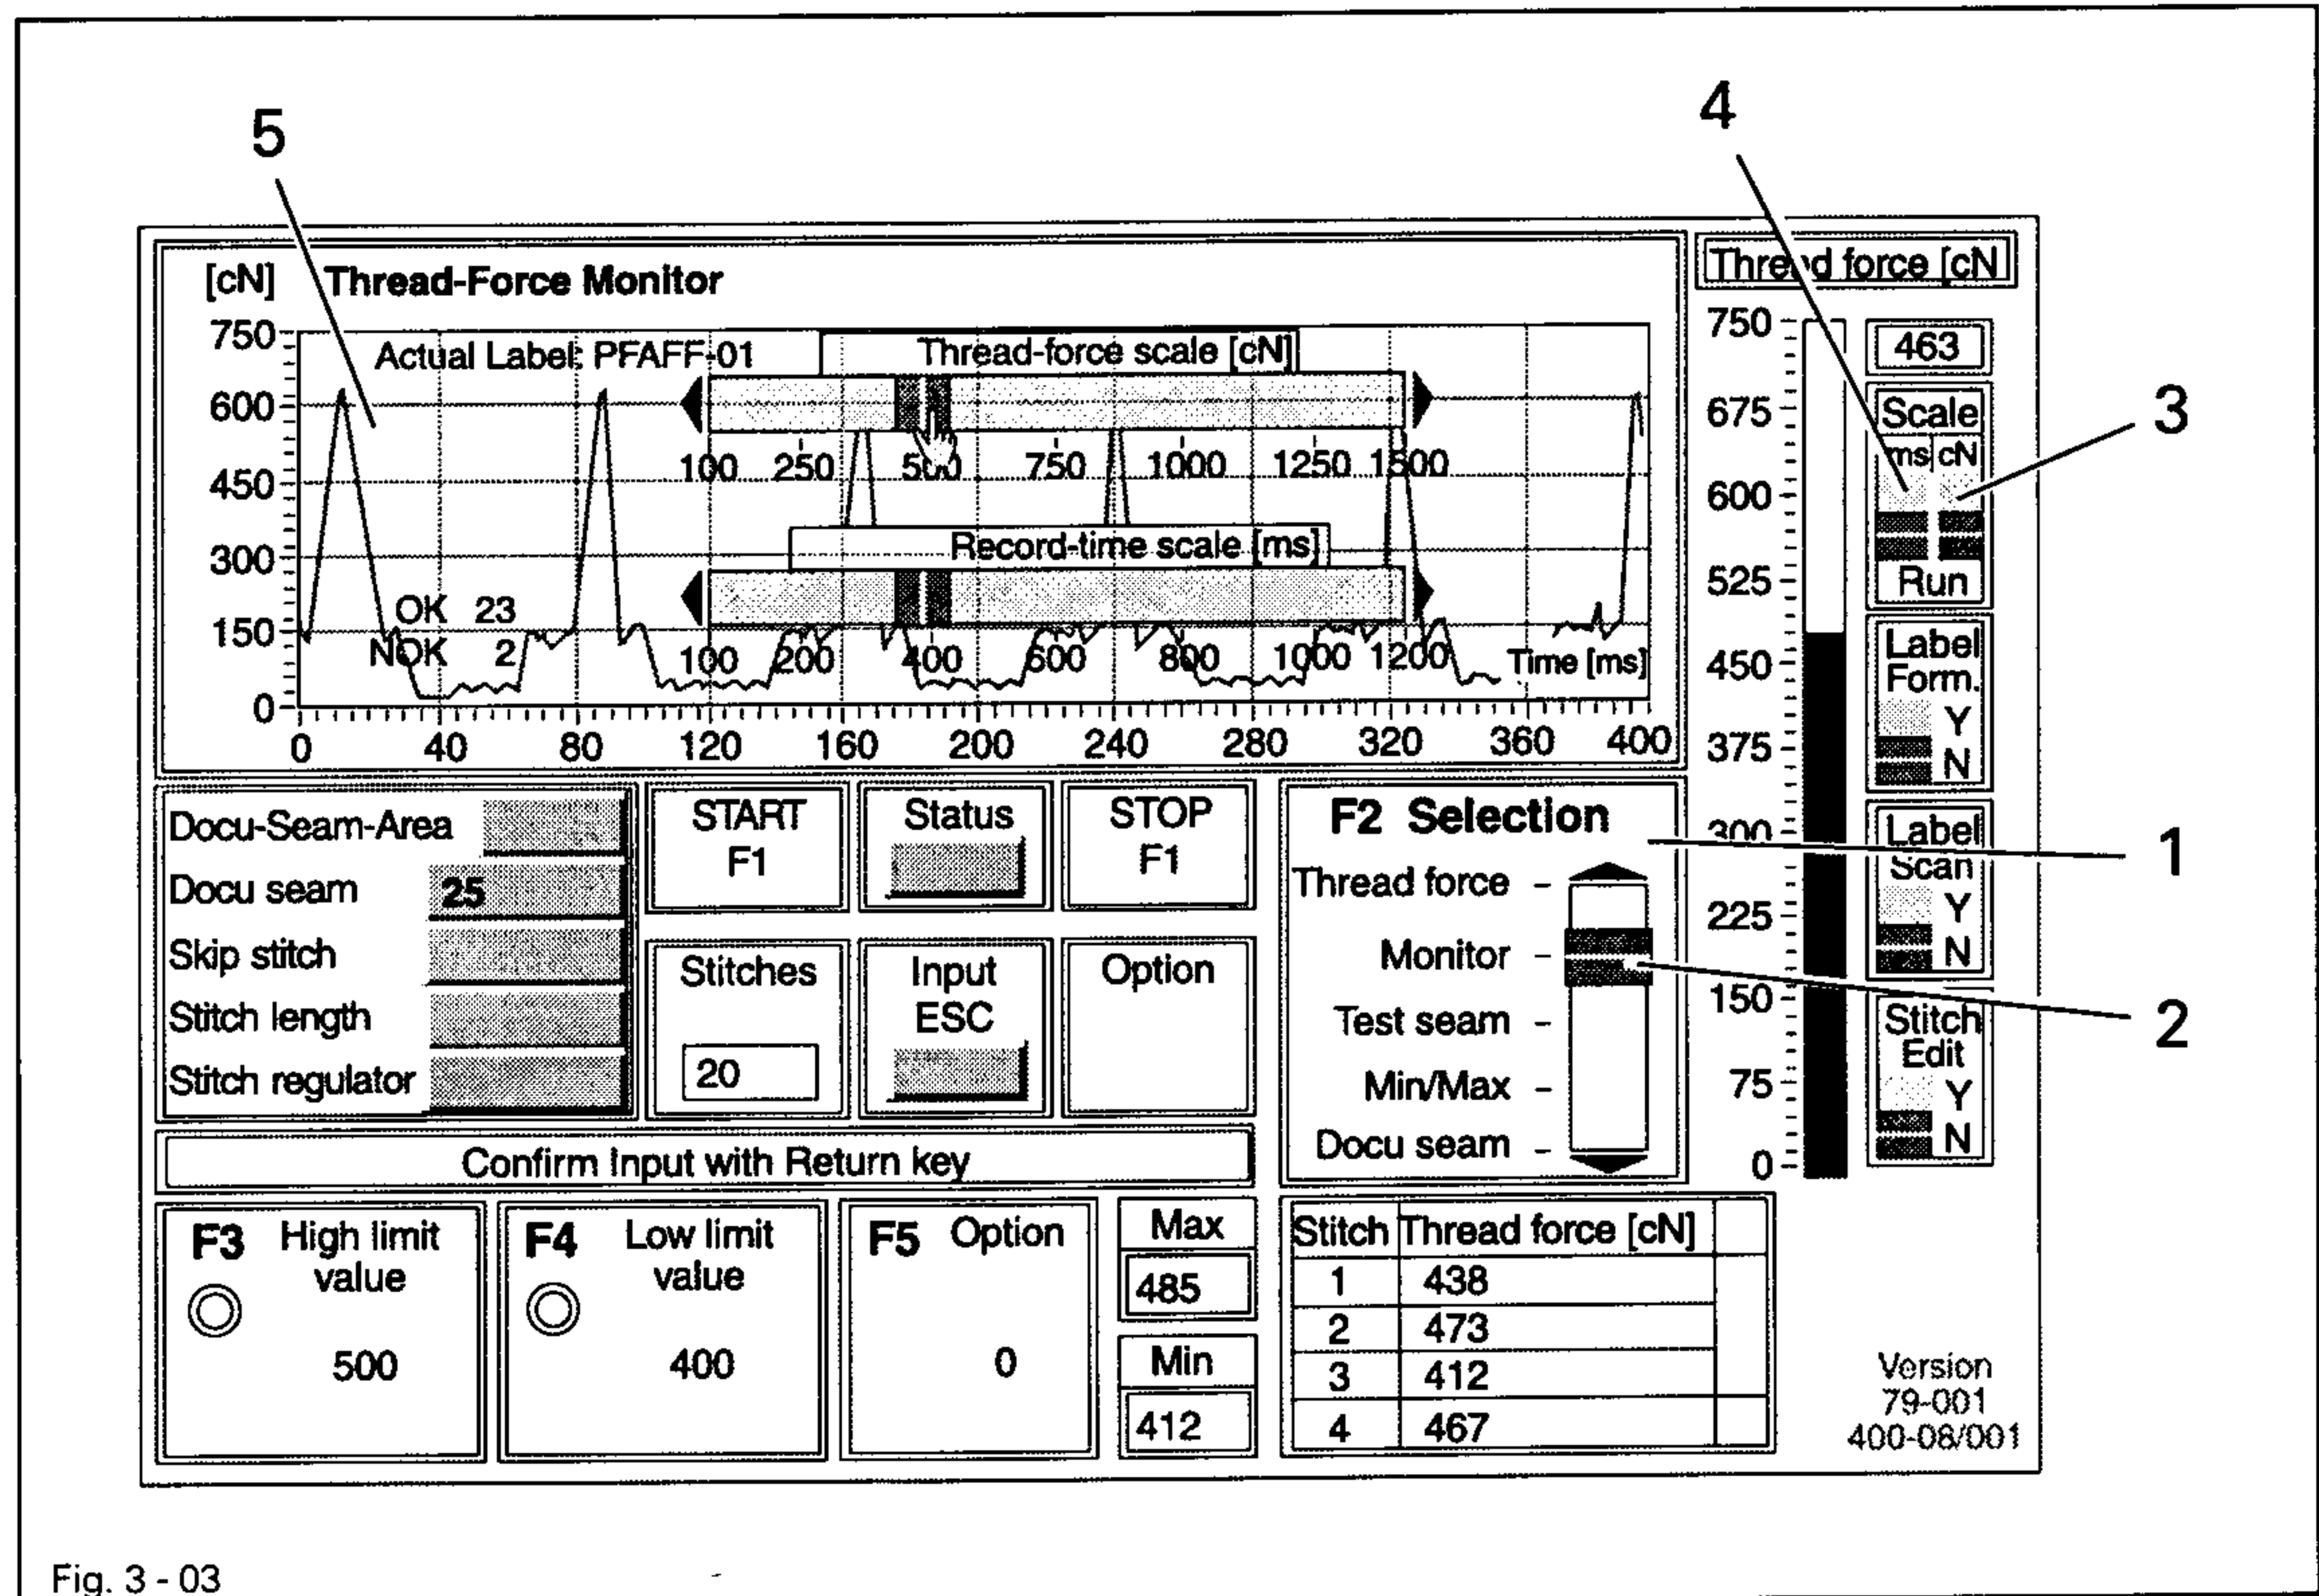 5
4
3
1
2
[cN] Thread-Force Monitor
750
600
450
300
150
0
Actual Label: PFAFF-01
Thread-force scale [cN]
100 250 500 750 1000 1250 1500
Record-time scale [ms]
OK 23
NOK 2
100 200 400 600 800 1000 1200 Time [ms]
0 40 80 120 160 200 240 280 320 360 400
Thread force [cN]
750
675
600
525
450
375
300
225
150
75
0
463
Scale
ms cN
Run
Label
Form.
Y
N
Label
Scan
Y
N
Stitch
Edit
Y
N
Docu-Seam-Area
Docu seam 25
Skip stitch
Stitch length
Stitch regulator
START
F1
Status
STOP
F1
Stitches
20
Input
ESC
Option
F2 Selection
Thread force
Monitor
Test seam
Min/Max
Docu seam
Confirm Input with Return key
F3 High limit
value
500
F4 Low limit
value
400
F5 Option
0
Max
485
Min
412
Stitch Thread force [cN]
1 438
2 473
3 412
4 467
Version
79-001
400-08/001
Fig. 3 - 03